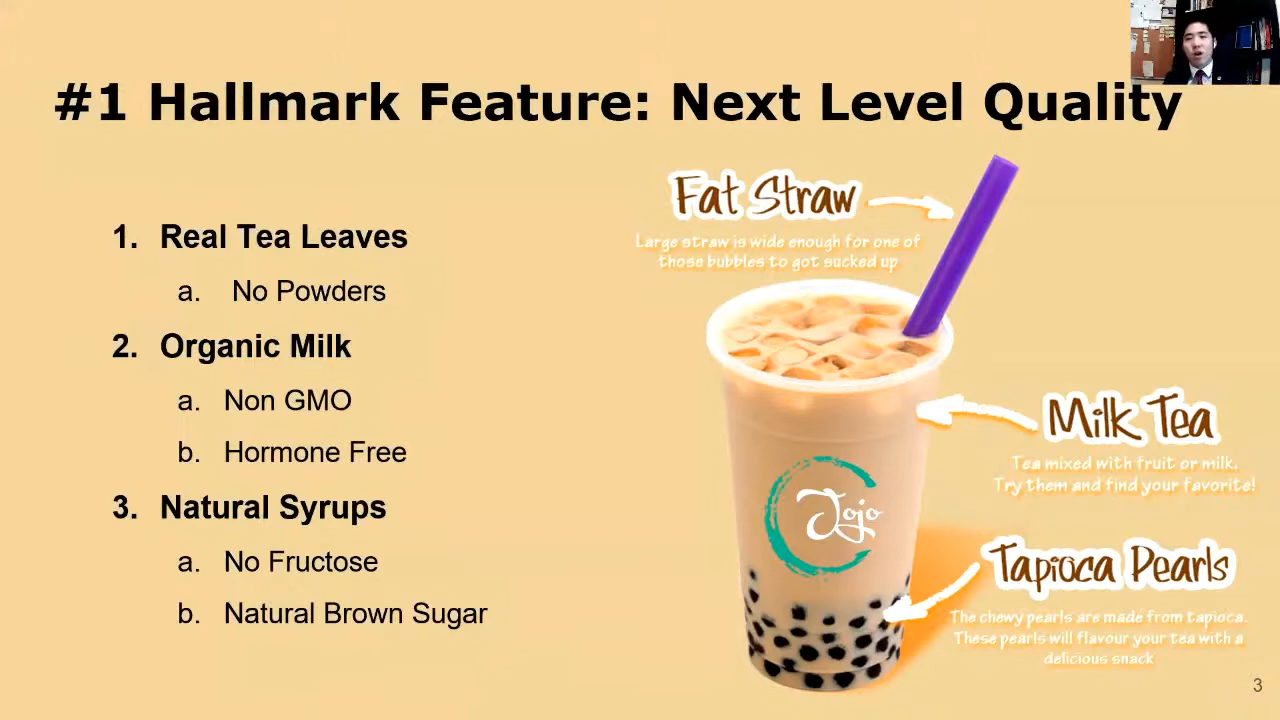 #1 Hallmark Feature: Next Level Quality
1. Real Tea Leaves
a. No Powders
2. Organic Milk
a. Non GMO
b. Hormone Free
3. Natural Syrups
a. No Fructose
b. Natural Brown Sugar
Fat Straw
Large straw is wide enough for one of
those bubbles to got sucked up
Milk Tea
Tea mixed with fruit or milk.
Try them and find your favorite!
Jojo
Tapioca Pearls
The chewy pearls are made from tapioca.
These pearls will flavour your tea with a
delicious snack
3